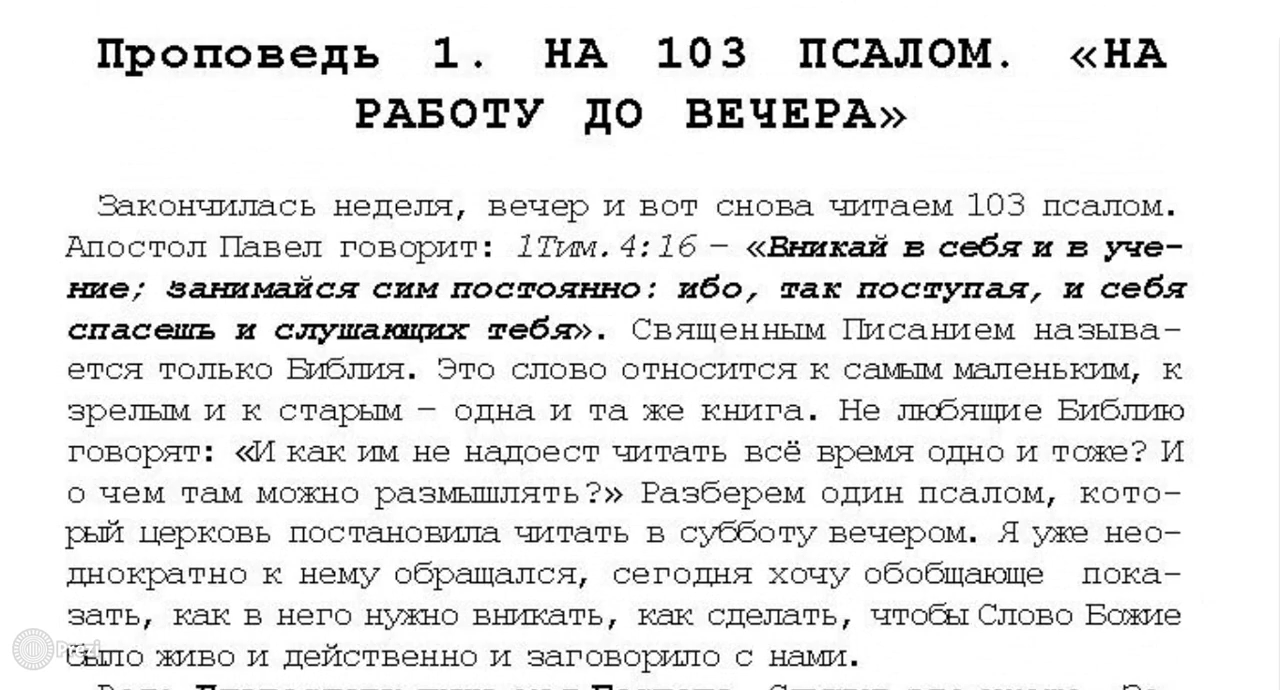 Проповедь 1. НА 103 ПСАЛОМ. «НА
РАБОТУ ДО ВЕЧЕРА»
Закончилась неделя, вечер и вот снова читаем 103 псалом.
Апостол Павел говорит: 1Тим. 4:16 – «Вникай в себя и в уче-
ние; занимайся сим постоянно: ибо, так поступая, и себя
спасешь и слушающих тебя». Священным Писанием называ-
ется только Библия. Это слово относится к самым маленьким, к
зрелым и к старым – одна и та же книга. Не любящие Библию
говорят: «И как им не надоест читать всё время одно и тоже? И
о чем там можно размышлять?» Разберем один псалом, кото-
рый церковь постановила читать в субботу вечером. Я уже нео-
днократно к нему обращался, сегодня хочу обобщающе пока-
зать, как в него нужно вникать, как сделать, чтобы Слово Божие
было живо и действенно и заговорило с нами.
Prezi